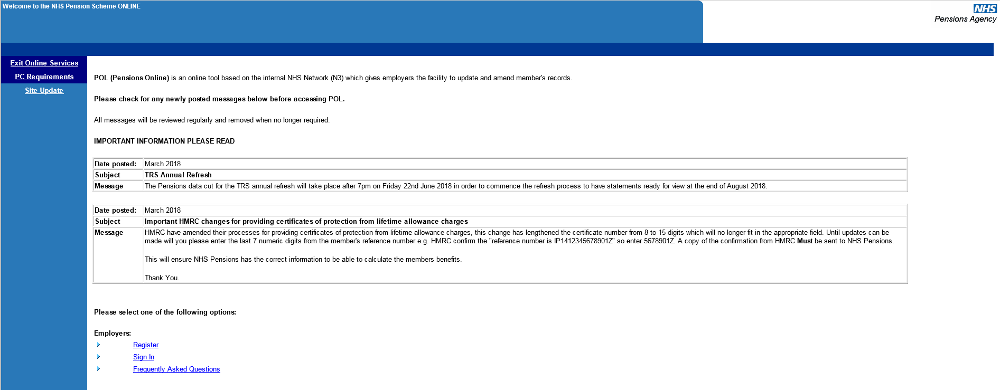 Welcome to the NHS Pension Scheme ONLINE
NHS
Pensions Agency
Exit Online Services
PC Requirements
Site Update
POL (Pensions Online) is an online tool based on the internal NHS Network (N3) which gives employers the facility to update and amend member's records.
Please check for any newly posted messages below before accessing POL.
All messages will be reviewed regularly and removed when no longer required.
IMPORTANT INFORMATION PLEASE READ
Date posted: March 2018
Subject TRS Annual Refresh
Message The Pensions data cut for the TRS annual refresh will take place after 7pm on Friday 22nd June 2018 in order to commence the refresh process to have statements ready for view at the end of August 2018.
Date posted: March 2018
Subject Important HMRC changes for providing certificates of protection from lifetime allowance charges
Message HMRC have amended their processes for providing certificates of protection from lifetime allowance charges, this change has lengthened the certificate number from 8 to 15 digits which will no longer fit in the appropriate field. Until updates can be
made will you please enter the last 7 numeric digits from the member's reference number e.g. HMRC confirm the "reference number is IP1412345678901Z" so enter 5678901Z. A copy of the confirmation from HMRC Must be sent to NHS Pensions.
This will ensure NHS Pensions has the correct information to be able to calculate the members benefits.
Thank You.
Please select one of the following options:
Employers:
Register
Sign In
Frequently Asked Questions